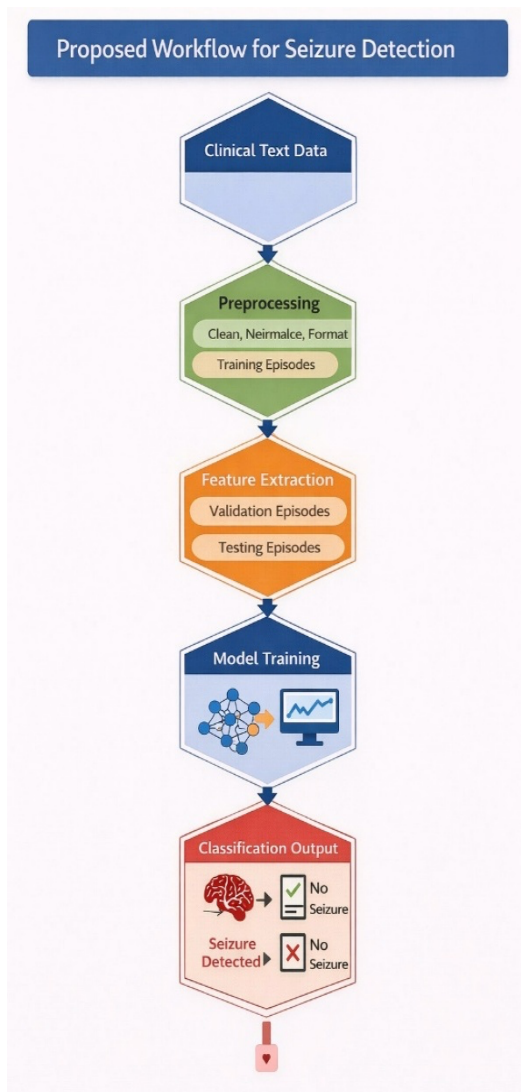 Proposed Workflow for Seizure Detection
Clinical Text Data
Preprocessing
Clean, Neirmalce, Format
Training Episodes
Feature Extraction
Validation Episodes
Testing Episodes
Model Training
Classification Output
No
Seizure
Seizure
Detected
No
Seizure